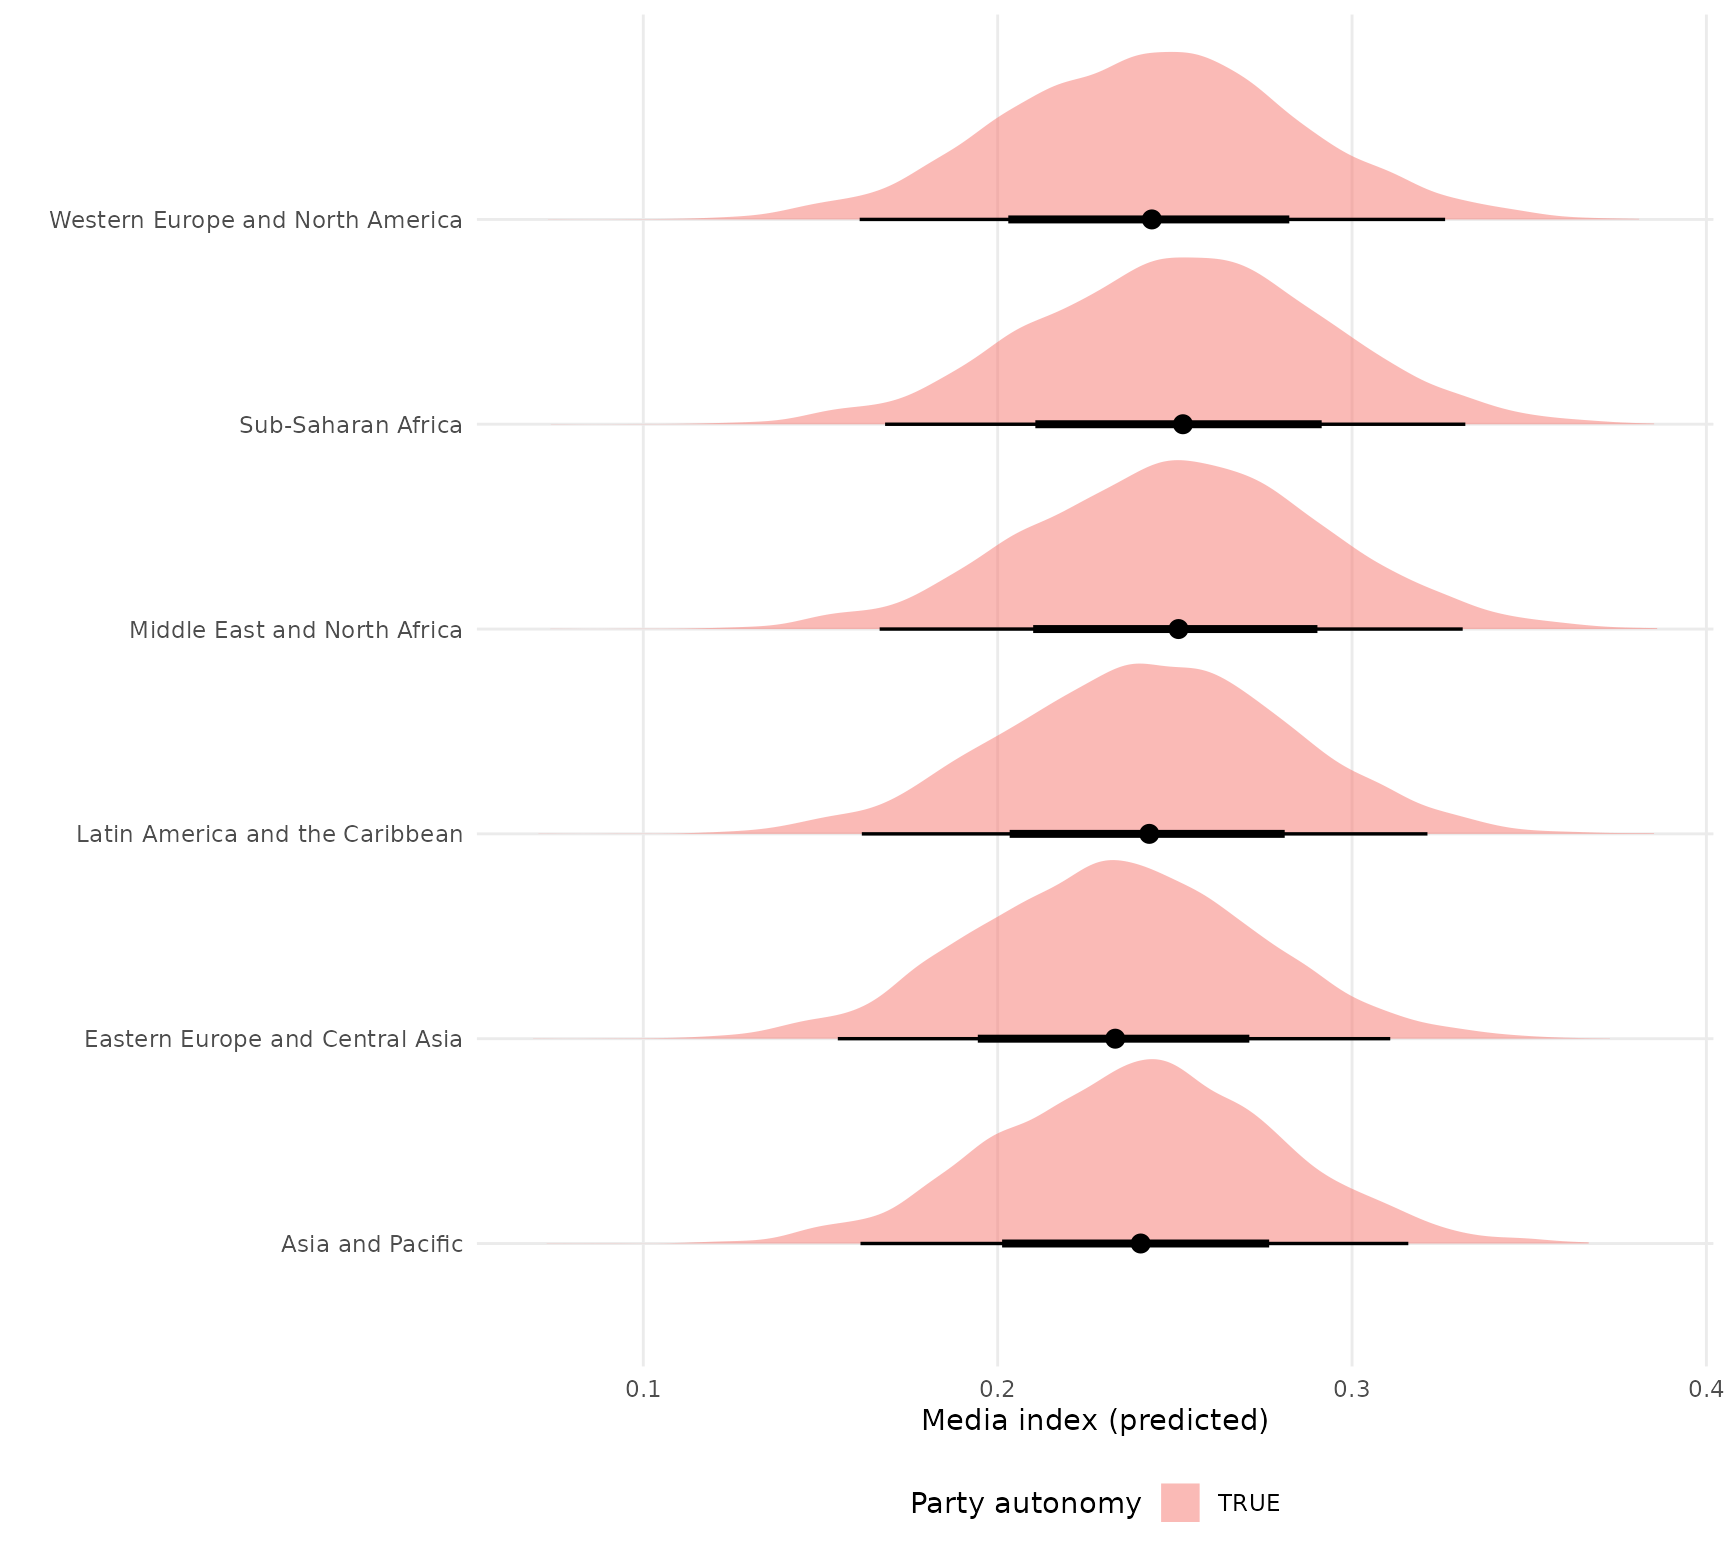 Western Europe and North America
Sub-Saharan Africa
Middle East and North Africa
Latin America and the Caribbean
Eastern Europe and Central Asia
Asia and Pacific
0.1 0.2 0.3 0.4
Media index (predicted)
Party autonomy TRUE